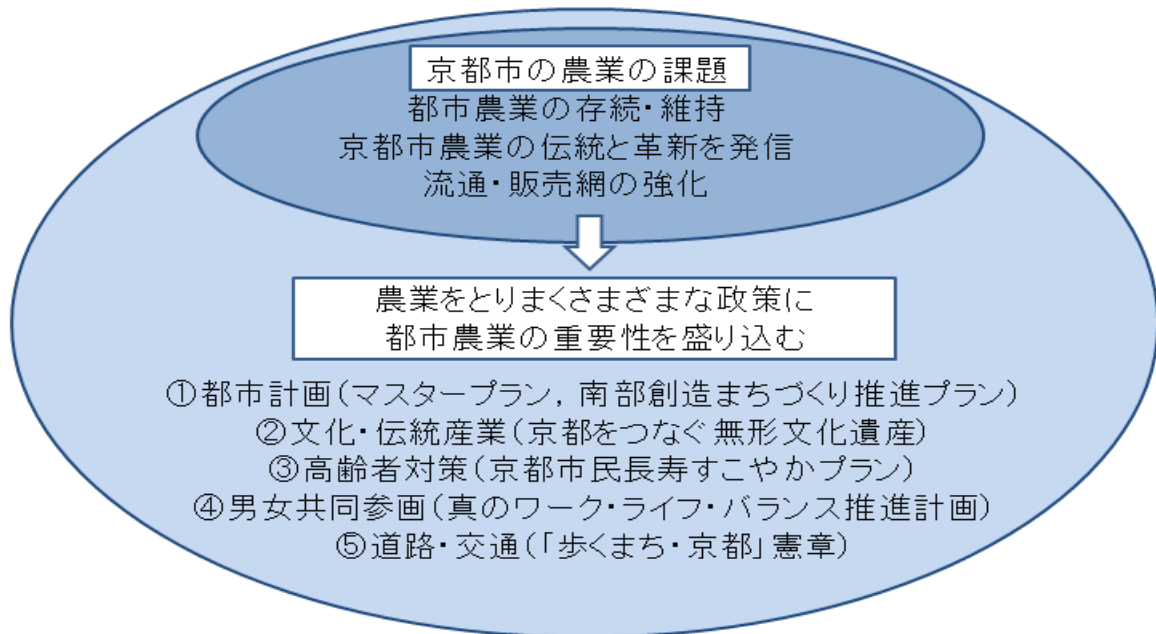 京都市の農業の課題
都市農業の存続・維持
京都市農業の伝統と革新を発信
流通・販売網の強化
農業をとりまくさまざまな政策に
都市農業の重要性を盛り込む
①都市計画(マスタープラン, 南部創造まちづくり推進プラン)
②文化・伝統産業(京都をつなぐ無形文化遺産)
③高齢者対策(京都市民長寿すこやかプラン)
④男女共同参画(真のワーク・ライフ・バランス推進計画)
⑤道路・交通(「歩くまち・京都」憲章)